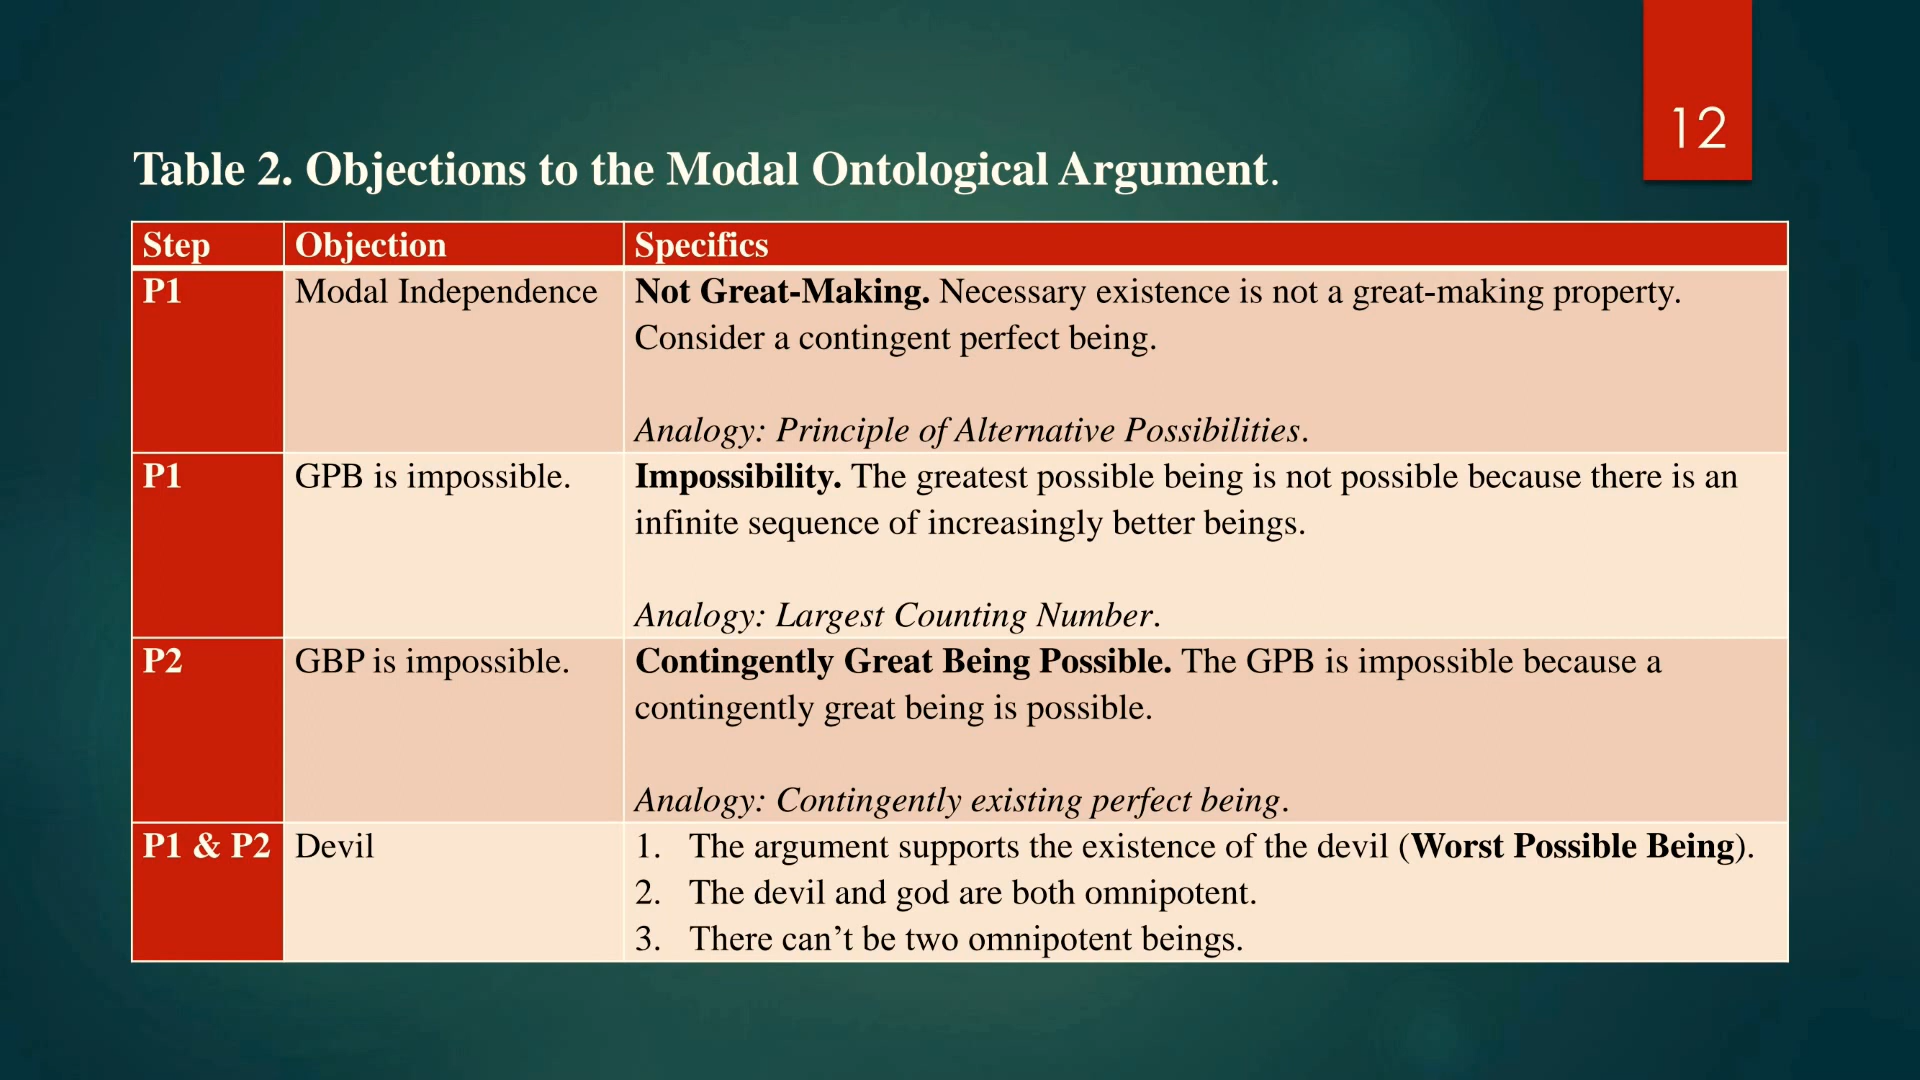 12
Table 2. Objections to the Modal Ontological Argument.
Step Objection Specifics
P1 Modal Independence Not Great-Making. Necessary existence is not a great-making property.
Consider a contingent perfect being.
Analogy: Principle of Alternative Possibilities.
P1 GPB is impossible. Impossibility. The greatest possible being is not possible because there is an
infinite sequence of increasingly better beings.
Analogy: Largest Counting Number.
P2 GBP is impossible. Contingently Great Being Possible. The GPB is impossible because a
contingently great being is possible.
Analogy: Contingently existing perfect being.
P1 & P2 Devil 1. The argument supports the existence of the devil (Worst Possible Being).
2. The devil and god are both omnipotent.
3. There can’t be two omnipotent beings.